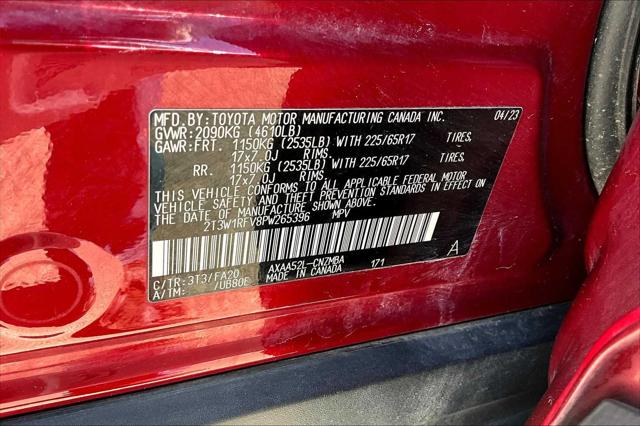 MFD. BY: TOYOTA MOTOR MANUFACTURING CANADA INC. 04/23
GVWR: 2090KG (4610LB)
GAWR: FRT. 1150KG (2535LB) WITH 225/65R17 TIRES,
17x7.0J RIMS
RR. 1150KG (2535LB) WITH 225/65R17 TIRES,
17x7.0J RIMS
THIS VEHICLE CONFORMS TO ALL APPLICABLE FEDERAL MOTOR
VEHICLE SAFETY AND THEFT PREVENTION STANDARDS IN EFFECT ON
THE DATE OF MANUFACTURE SHOWN ABOVE.
2T3W1RFV8PW265396 MPV
C/TR: 3T3/FA20 AXAA52L-CNZMBA 171 A
A/TM: /UB80E MADE IN CANADA